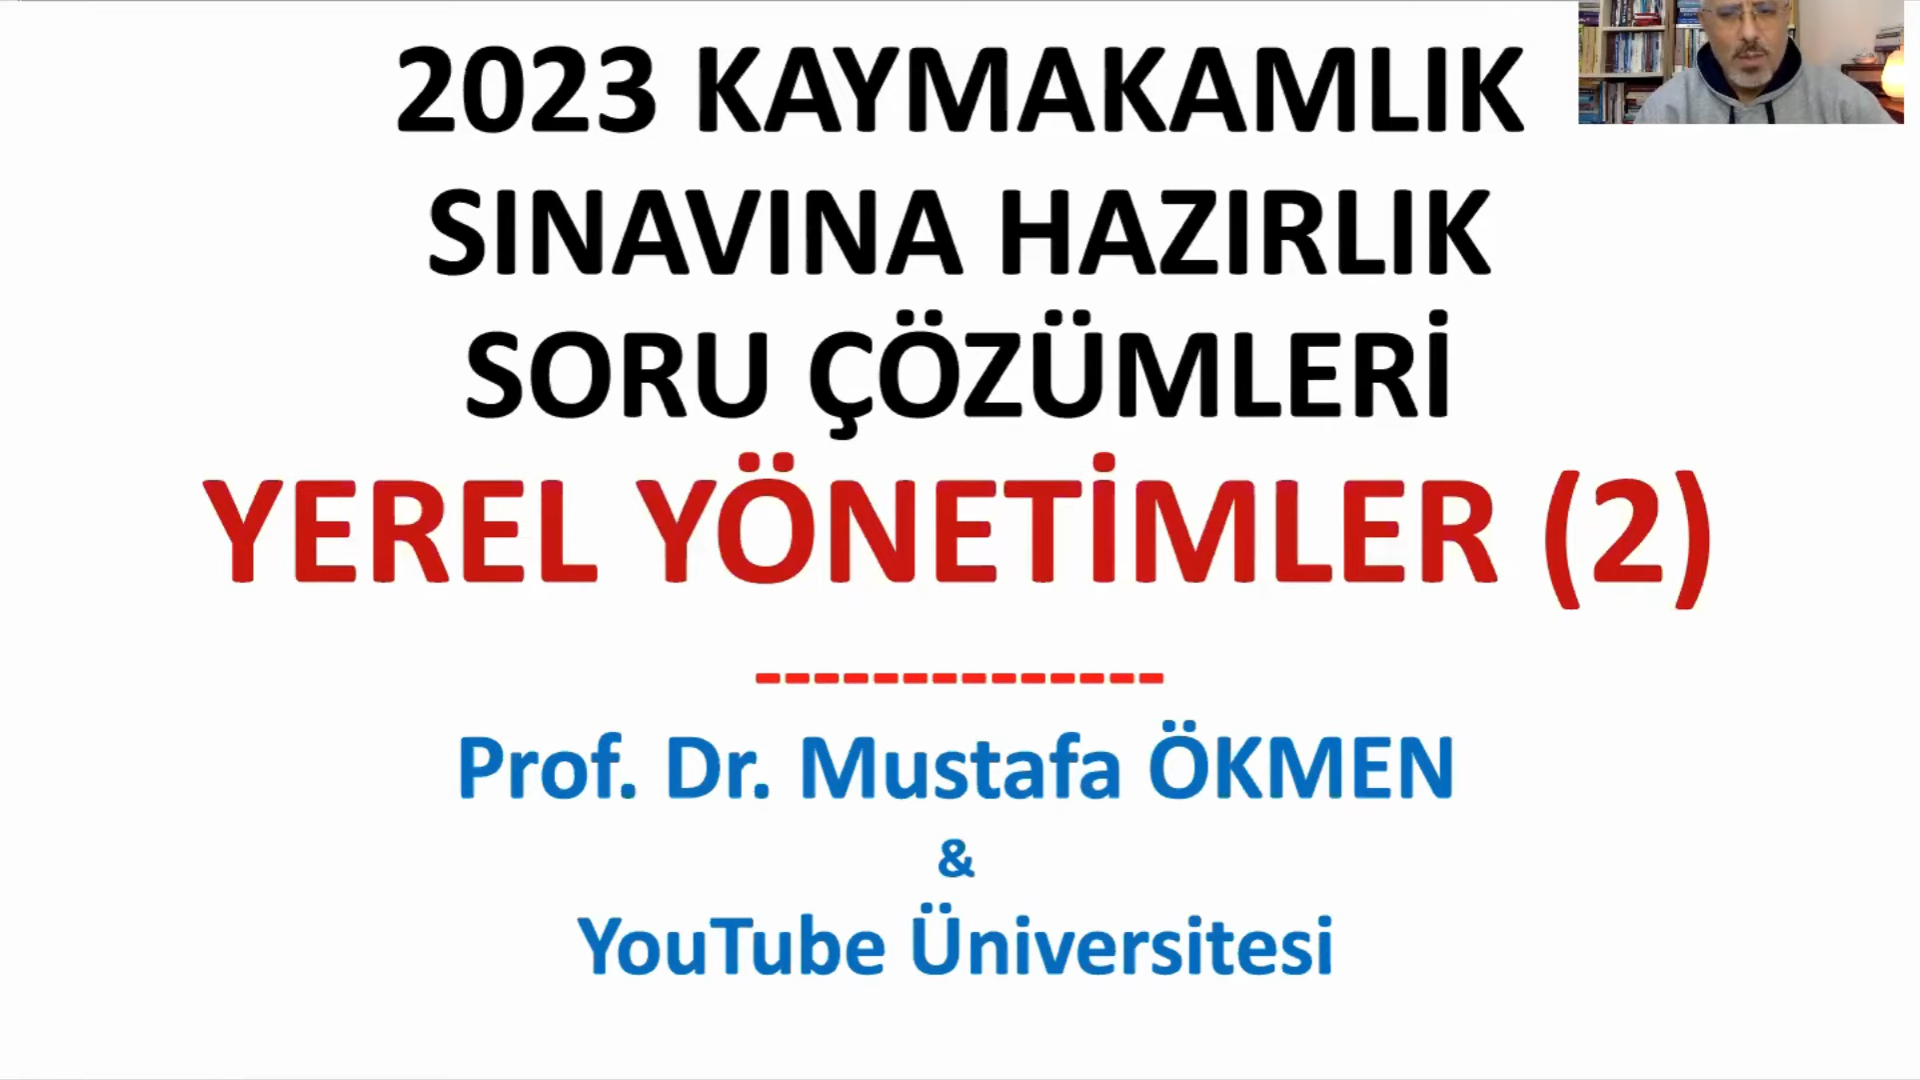 2023 KAYMAKAMLIK
SINAVINA HAZIRLIK
SORU ÇÖZÜMLERİ
YEREL YÖNETİMLER (2)
--------------
Prof. Dr. Mustafa ÖKMEN
&
YouTube Üniversitesi